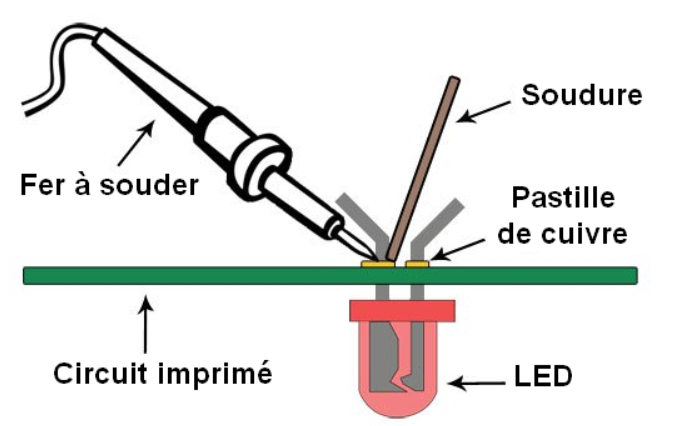 Soudure
Fer à souder
Pastille
de cuivre
Circuit imprimé
LED